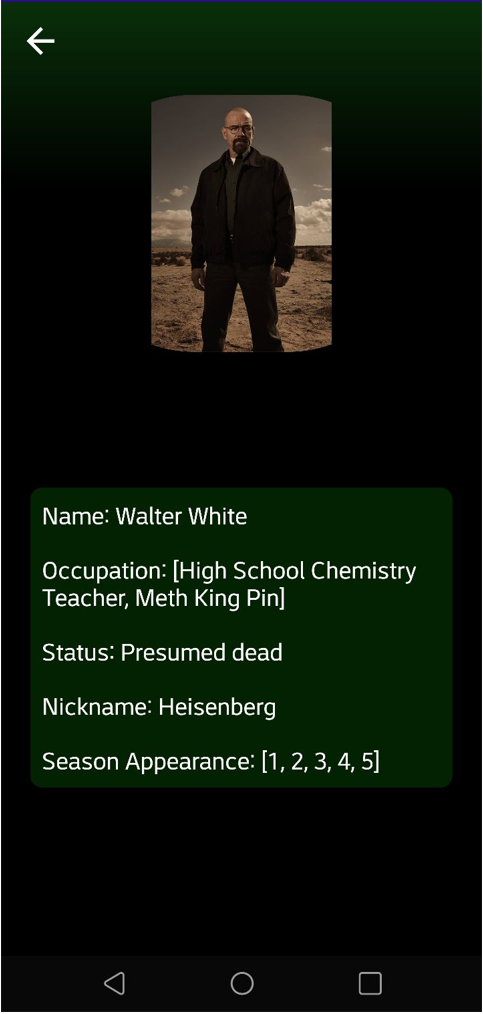 Name: Walter White
Occupation: [High School Chemistry
Teacher, Meth King Pin]
Status: Presumed dead
Nickname: Heisenberg
Season Appearance: [1, 2, 3, 4, 5]